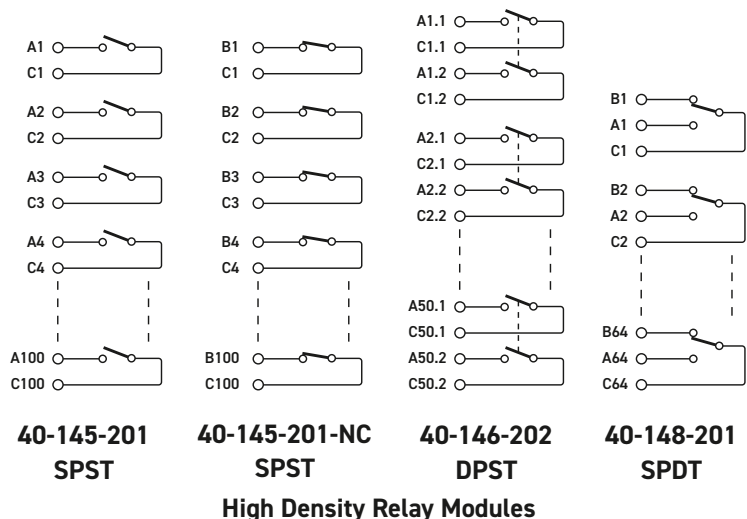 A1
C1
A2
C2
A3
C3
A4
C4
A100
C100
40-145-201
SPST
B1
C1
B2
C2
B3
C3
B4
C4
B100
C100
40-145-201-NC
SPST
A1.1
C1.1
A1.2
C1.2
A2.1
C2.1
A2.2
C2.2
A50.1
C50.1
A50.2
C50.2
40-146-202
DPST
B1
A1
C1
B2
A2
C2
B64
A64
C64
40-148-201
SPDT
High Density Relay Modules